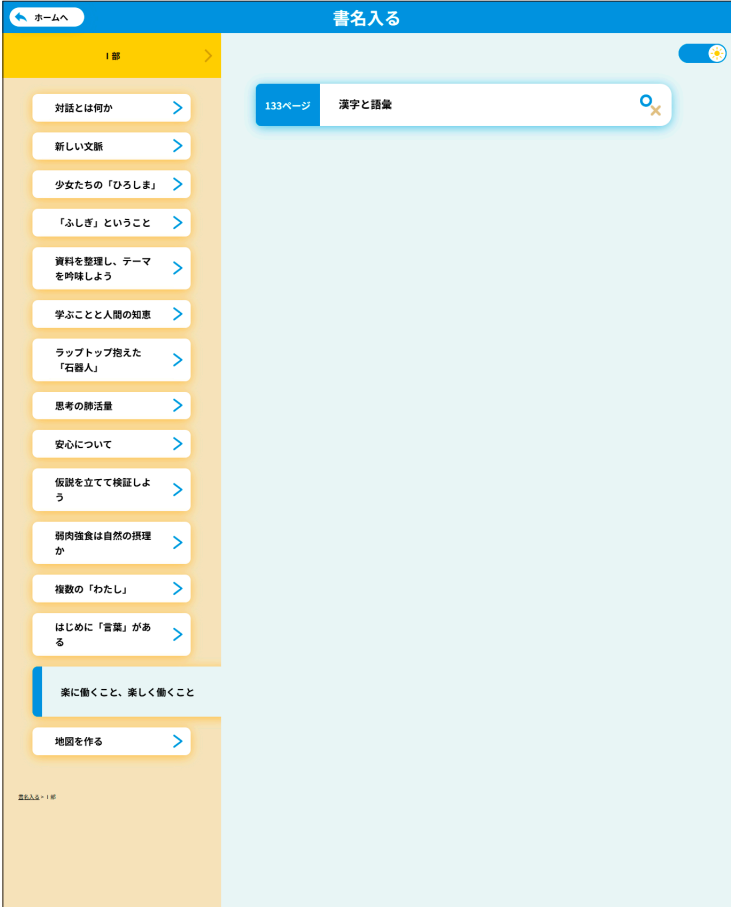 ホームへ
書名入る
Ⅰ部
対話とは何か
新しい文脈
少女たちの「ひろしま」
「ふしぎ」ということ
資料を整理し、テーマ
を吟味しよう
学ぶことと人間の知恵
ラップトップ抱えた
「石器人」
思考の肺活量
安心について
仮説を立てて検証しよ
う
弱肉強食は自然の摂理
か
複数の「わたし」
はじめに「言葉」があ
る
楽に働くこと、楽しく働くこと
地図を作る
書名入る > Ⅰ部
133ページ
漢字と語彙